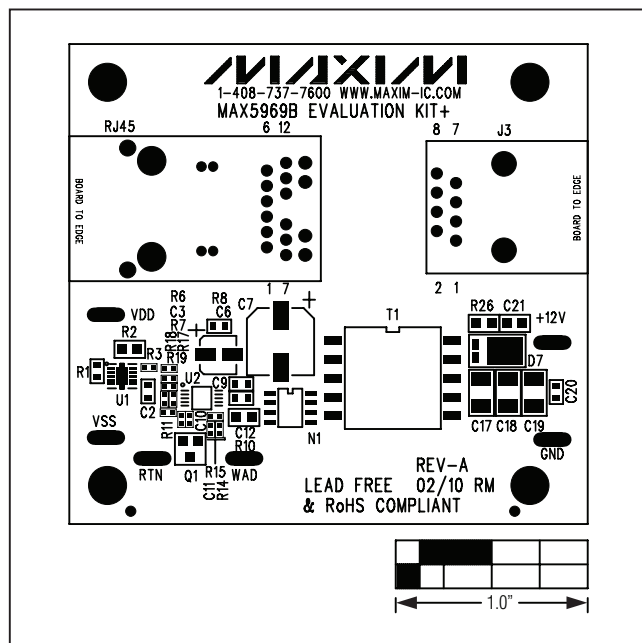 MAXIM
1-408-737-7600 WWW.MAXIM-IC.COM
MAX5969B EVALUATION KIT+
RJ45
6 12
8 7
J3
BOARD TO EDGE
BOARD TO EDGE
1 7
2 1
VDD
R6
C3
R7
R8
C6
C7
+
+
T1
R26
C21
+12V
R2
R18
R17
R3
R19
R1
U1
U2
C9
D7
C2
C20
VSS
R11
C10
C12
R10
N1
C17
C18
C19
GND
RTN
Q1
R15
C11
R14
WAD
REV-A
LEAD FREE 02/10 RM
& RoHS COMPLIANT
1.0"